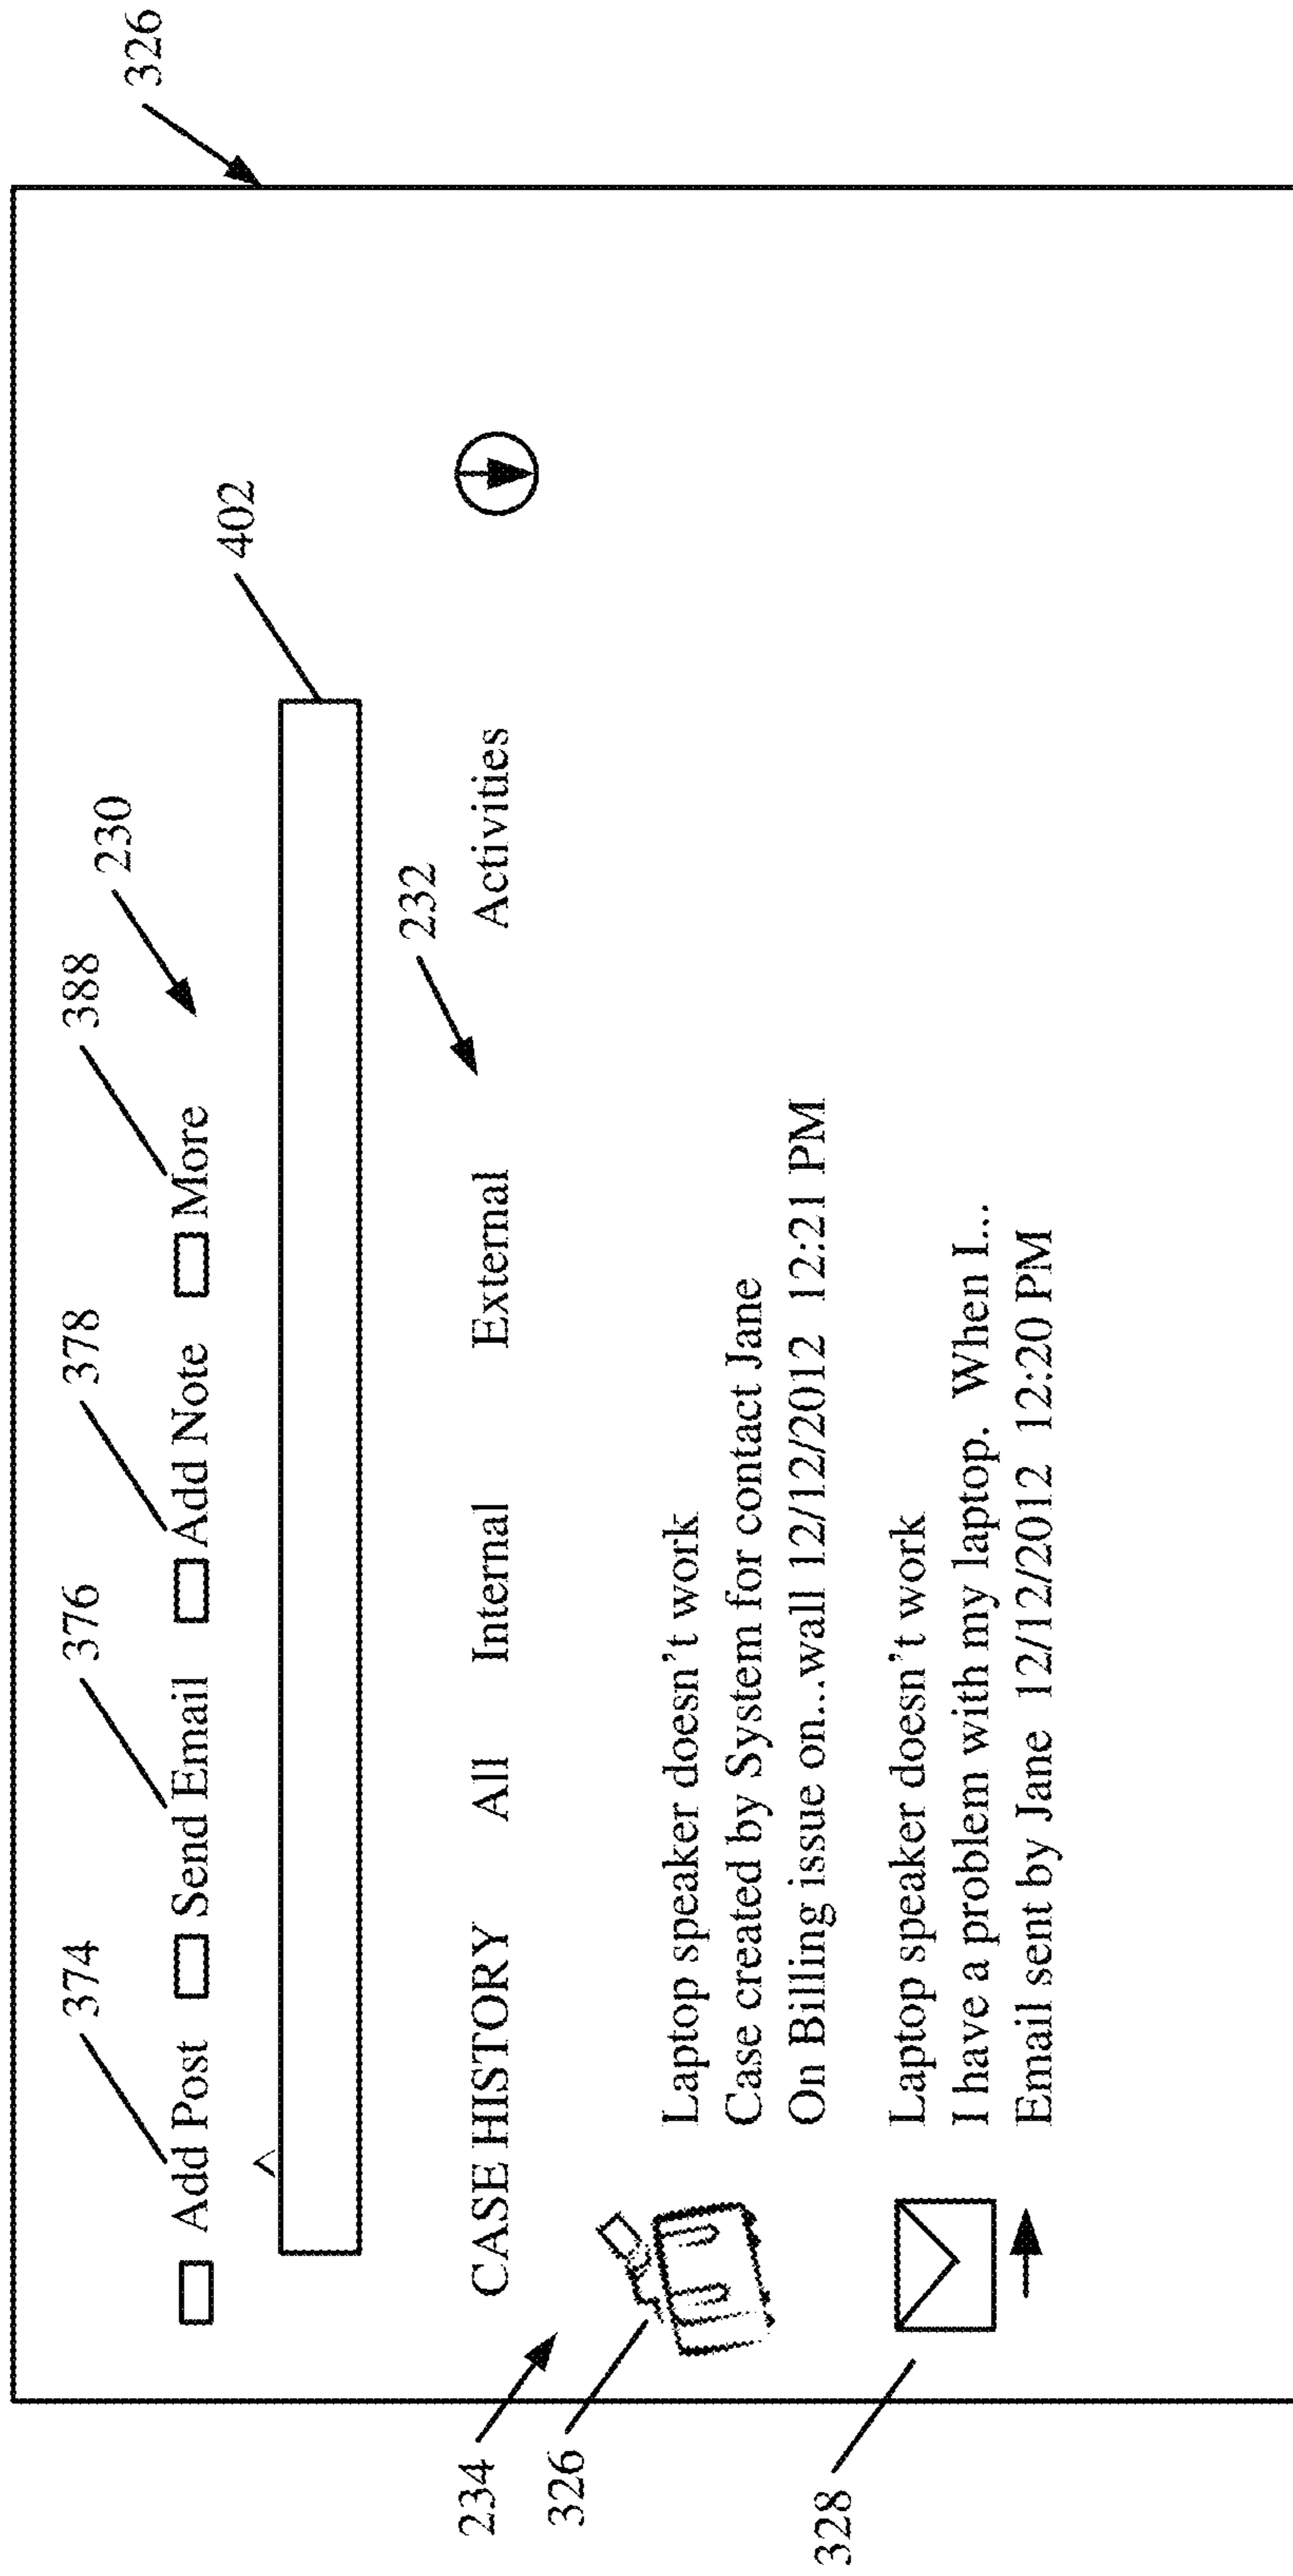 326
374
376
378
388
230
Add Post Send Email Add Note More
402
232
CASE HISTORY All Internal External Activities
234
326
Laptop speaker doesn't work
Case created by System for contact Jane
On Billing issue on...wall 12/12/2012 12:21 PM
328
Laptop speaker doesn't work
I have a problem with my laptop. When I...
Email sent by Jane 12/12/2012 12:20 PM